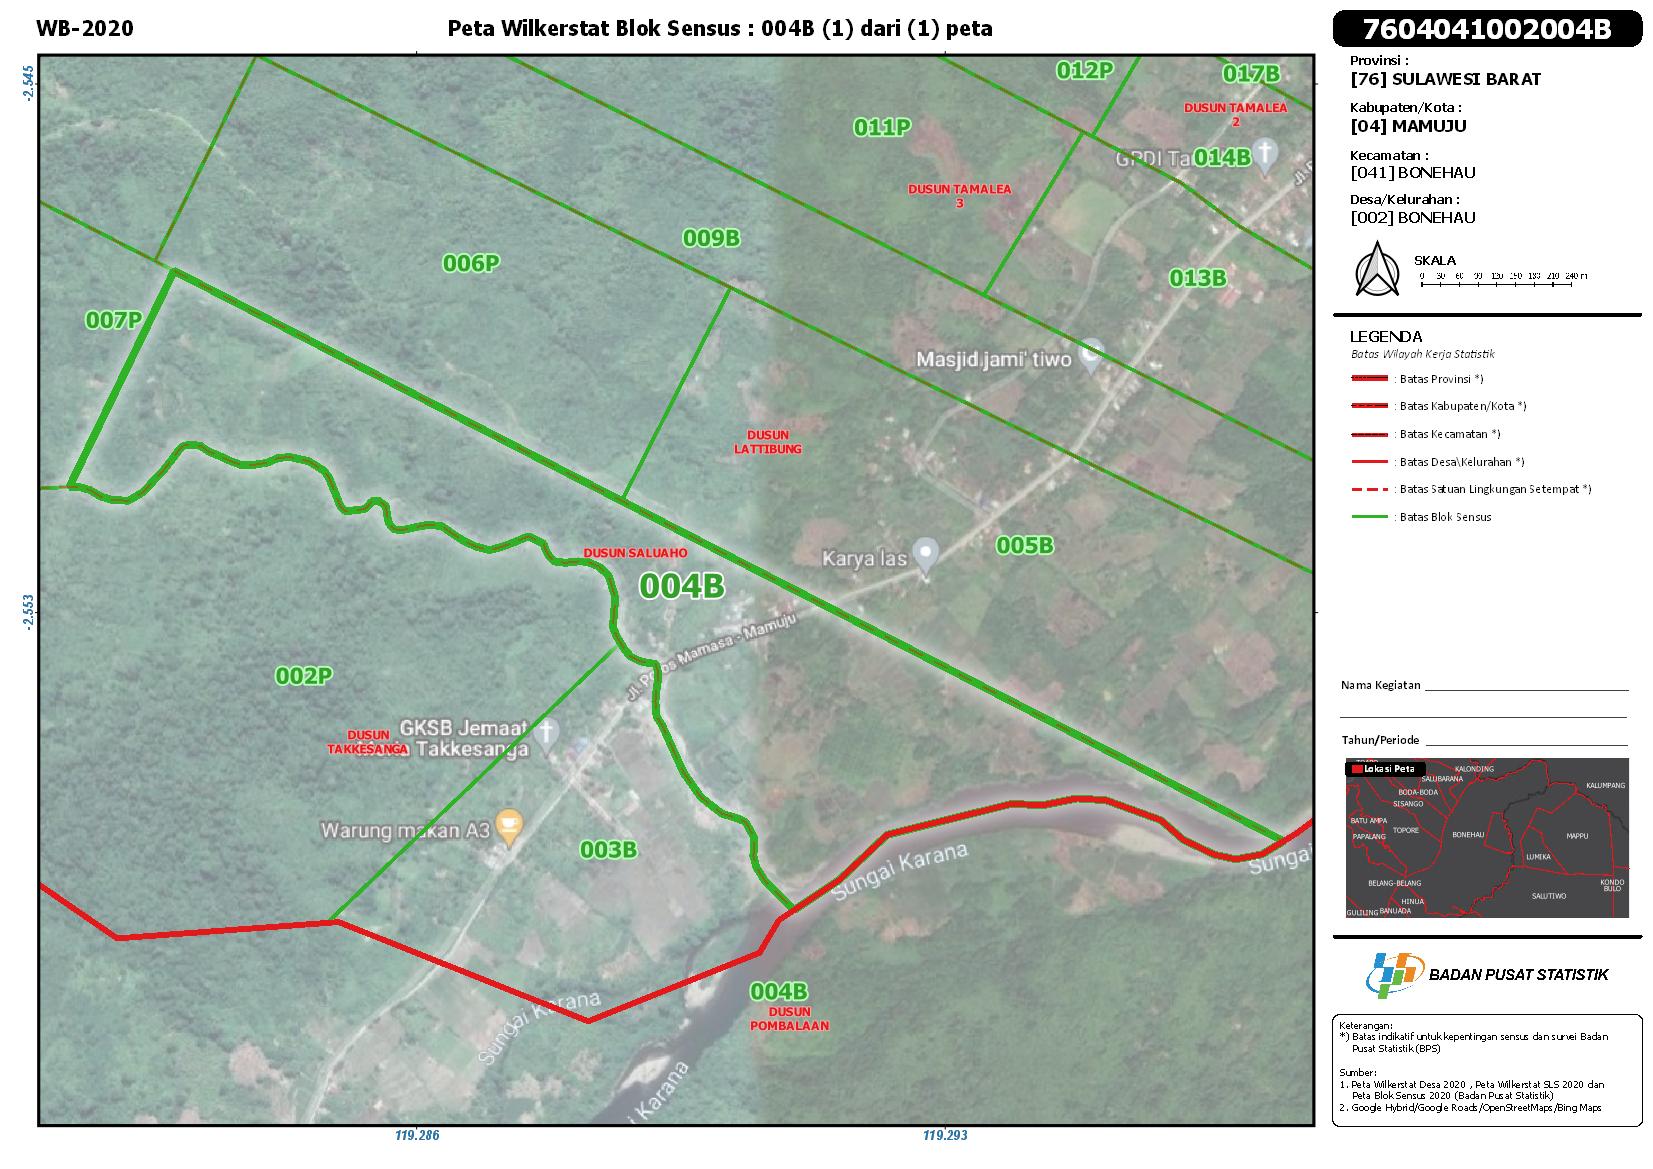 WB-2020
Peta Wilkerstat Blok Sensus : 004B (1) dari (1) peta
7604041002004B
Provinsi :
[76] SULAWESI BARAT
Kabupaten/Kota :
[04] MAMUJU
Kecamatan :
[041] BONEHAU
Desa/Kelurahan :
[002] BONEHAU
SKALA
0 30 60 90 120 150 180 210 240 m
LEGENDA
Batas Wilayah Kerja Statistik
: Batas Provinsi *)
: Batas Kabupaten/Kota *)
: Batas Kecamatan *)
: Batas Desa\Kelurahan *)
: Batas Satuan Lingkungan Setempat *)
: Batas Blok Sensus
Nama Kegiatan
Tahun/Periode
Lokasi Peta
KALONDING
SALUBARANA
KALUMPANG
BODA-BODA
SISANGO
BATU AMPA
TOPORE
PAPALANG
BONEHAU
MAPPU
LUMIKA
BELANG-BELANG
KONDO
BULO
SALUTIWO
HINUA
GULILING
BANUADA
BADAN PUSAT STATISTIK
Keterangan:
*) Batas indikatif untuk kepentingan sensus dan survei Badan
Pusat Statistik (BPS)
Sumber:
1. Peta Wilkerstat Desa 2020 , Peta Wilkerstat SLS 2020 dan
Peta Blok Sensus 2020 (Badan Pusat Statistik)
2. Google Hybrid/Google Roads/OpenStreetMaps/Bing Maps
-2.545
-2.553
119.286
119.293
012P
017B
DUSUN TAMALEA
2
011P
GPDI
014B
DUSUN TAMALEA
3
009B
006P
013B
007P
Masjid jami' tiwo
DUSUN
LATTIBUNG
005B
Karya las
DUSUN SALUAHO
004B
Jl. Poros Mamasa - Mamuju
002P
GKSB Jemaat
Takkesanga
DUSUN
TAKKESANGA
Warung makan A3
003B
Sungai Karana
Sungai
004B
DUSUN
POMBALAAN
Sungai Karana
i Karana